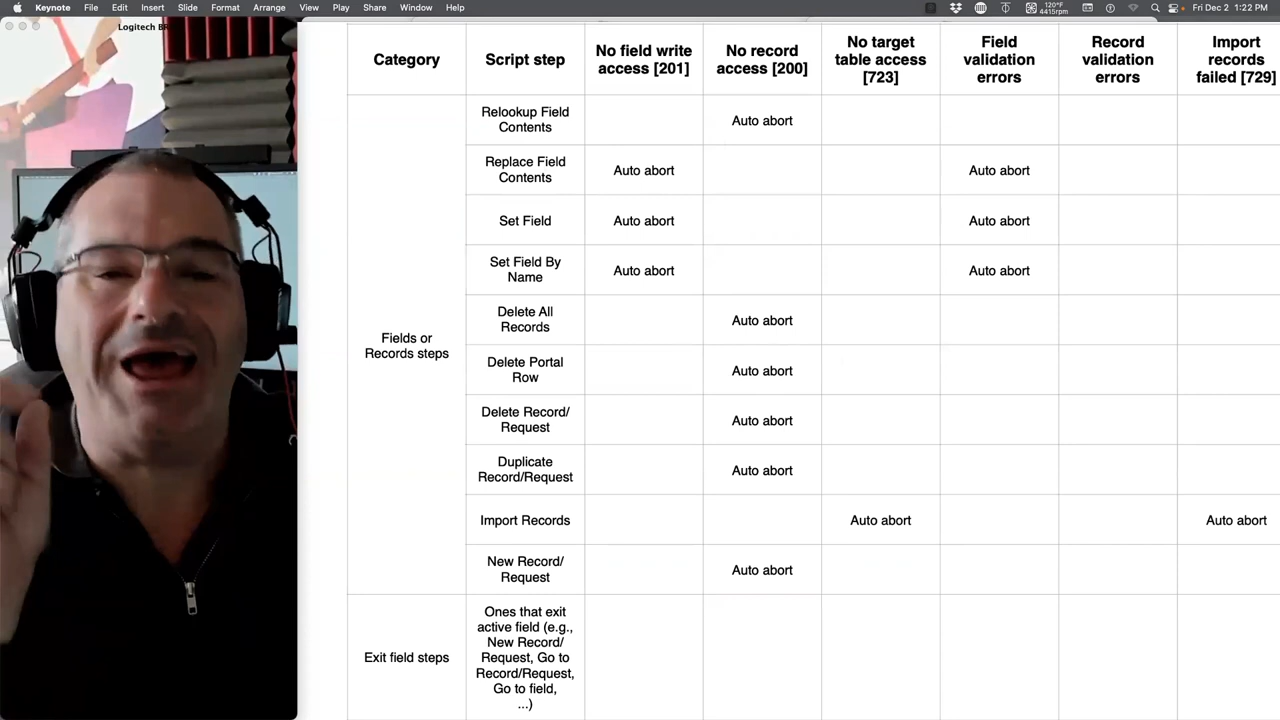 Keynote File Edit Insert Slide Format Arrange View Play Share Window Help 120°F 4415rpm Fri Dec 2 1:22 PM
Logitech BR
Category
Script step
No field write
access [201]
No record
access [200]
No target
table access
[723]
Field
validation
errors
Record
validation
errors
Import
records
failed [729]
Fields or
Records steps
Relookup Field
Contents
Auto abort
Replace Field
Contents
Auto abort
Auto abort
Set Field
Auto abort
Auto abort
Set Field By
Name
Auto abort
Auto abort
Delete All
Records
Auto abort
Delete Portal
Row
Auto abort
Delete Record/
Request
Auto abort
Duplicate
Record/Request
Auto abort
Import Records
Auto abort
Auto abort
New Record/
Request
Auto abort
Exit field steps
Ones that exit
active field (e.g.,
New Record/
Request, Go to
Record/Request,
Go to field,
...)